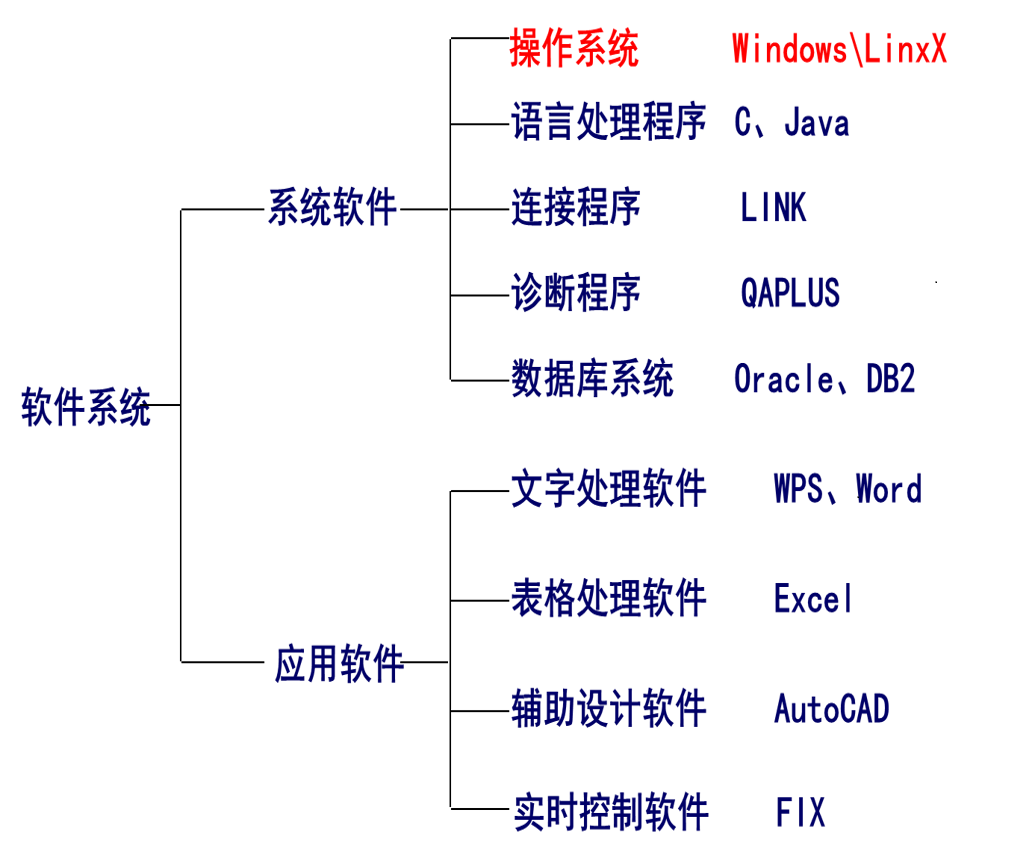 操作系统 Windows\LinxX
语言处理程序 C、Java
系统软件 连接程序 LINK
诊断程序 QAPLUS
数据库系统 Oracle、DB2
软件系统
文字处理软件 WPS、Word
表格处理软件 Excel
应用软件
辅助设计软件 AutoCAD
实时控制软件 FIX